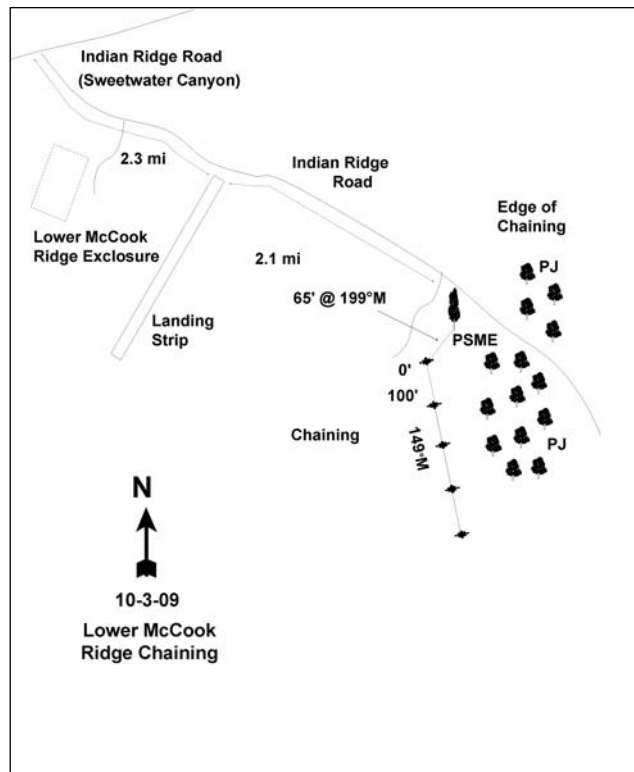 Indian Ridge Road
(Sweetwater Canyon)
2.3 mi
Indian Ridge
Road
Edge of
Chaining
PJ
Lower McCook
Ridge Exclosure
2.1 mi
65' @ 199°M
Landing
Strip
PSME
0'
100'
Chaining
149°M
PJ
N
10-3-09
Lower McCook
Ridge Chaining